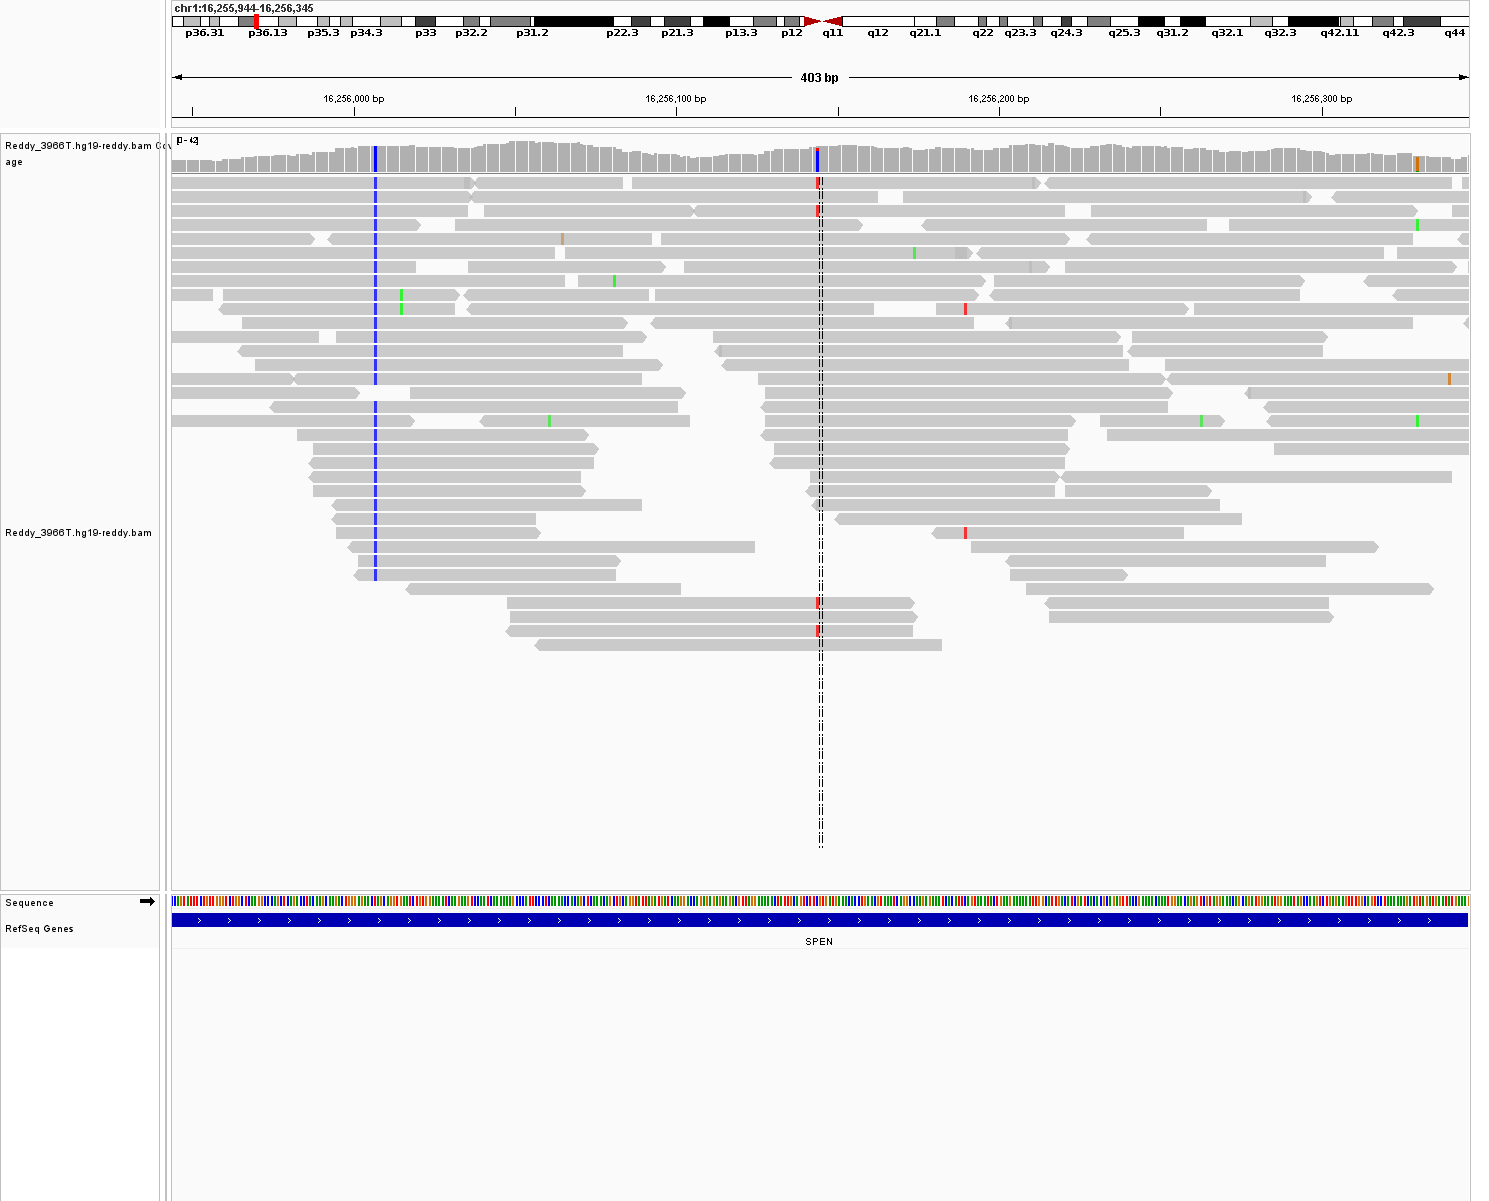 chr1:16,255,944-16,256,345
p36.31 p36.13 p35.3 p34.3 p33 p32.2 p31.2 p22.3 p21.3 p13.3 p12 q11 q12 q21.1 q22 q23.3 q24.3 q25.3 q31.2 q32.1 q32.3 q42.11 q42.3 q44
403 bp
16,256,000 bp 16,256,100 bp 16,256,200 bp 16,256,300 bp
[0 - 42]
Reddy_3966T.hg19-reddy.bam Cov
age
Reddy_3966T.hg19-reddy.bam
Sequence
RefSeq Genes
SPEN